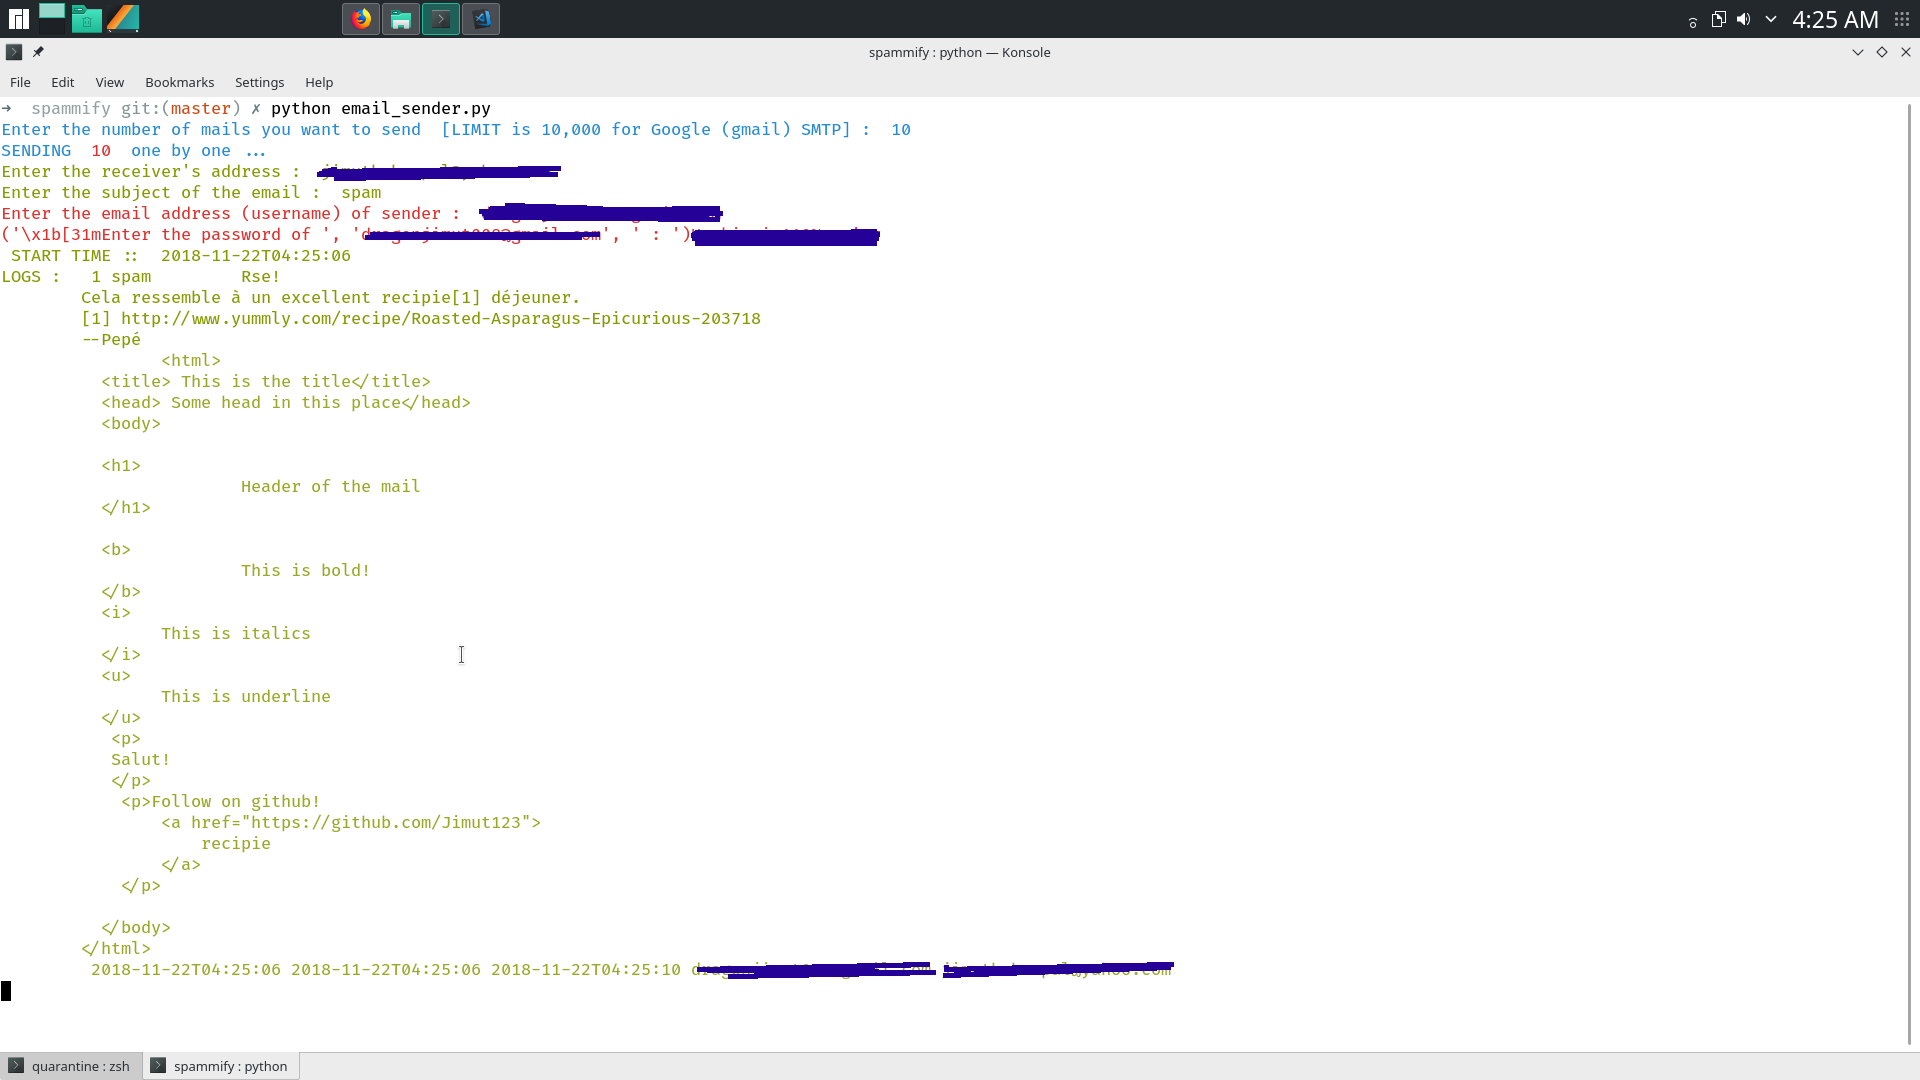 4:25 AM
spammify : python — Konsole
File Edit View Bookmarks Settings Help
➜ spammify git:(master) ✗ python email_sender.py
Enter the number of mails you want to send [LIMIT is 10,000 for Google (gmail) SMTP] : 10
SENDING 10 one by one ...
Enter the receiver's address :
Enter the subject of the email : spam
Enter the email address (username) of sender :
('\x1b[31mEnter the password of ', ' ', ' : ')
START TIME :: 2018-11-22T04:25:06
LOGS : 1 spam Rse!
Cela ressemble à un excellent recipie[1] déjeuner.
[1] http://www.yummly.com/recipe/Roasted-Asparagus-Epicurious-203718
--Pepé
<html>
<title> This is the title</title>
<head> Some head in this place</head>
<body>
<h1>
Header of the mail
</h1>
<b>
This is bold!
</b>
<i>
This is italics
</i>
<u>
This is underline
</u>
<p>
Salut!
</p>
<p>Follow on github!
<a href="https://github.com/Jimut123">
recipie
</a>
</p>
</body>
</html>
2018-11-22T04:25:06 2018-11-22T04:25:06 2018-11-22T04:25:10
quarantine : zsh
spammify : python